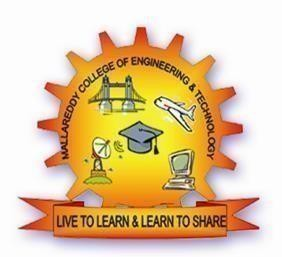 MALLAREDDY COLLEGE OF ENGINEERING & TECHNOLOGY
LIVE TO LEARN & LEARN TO SHARE